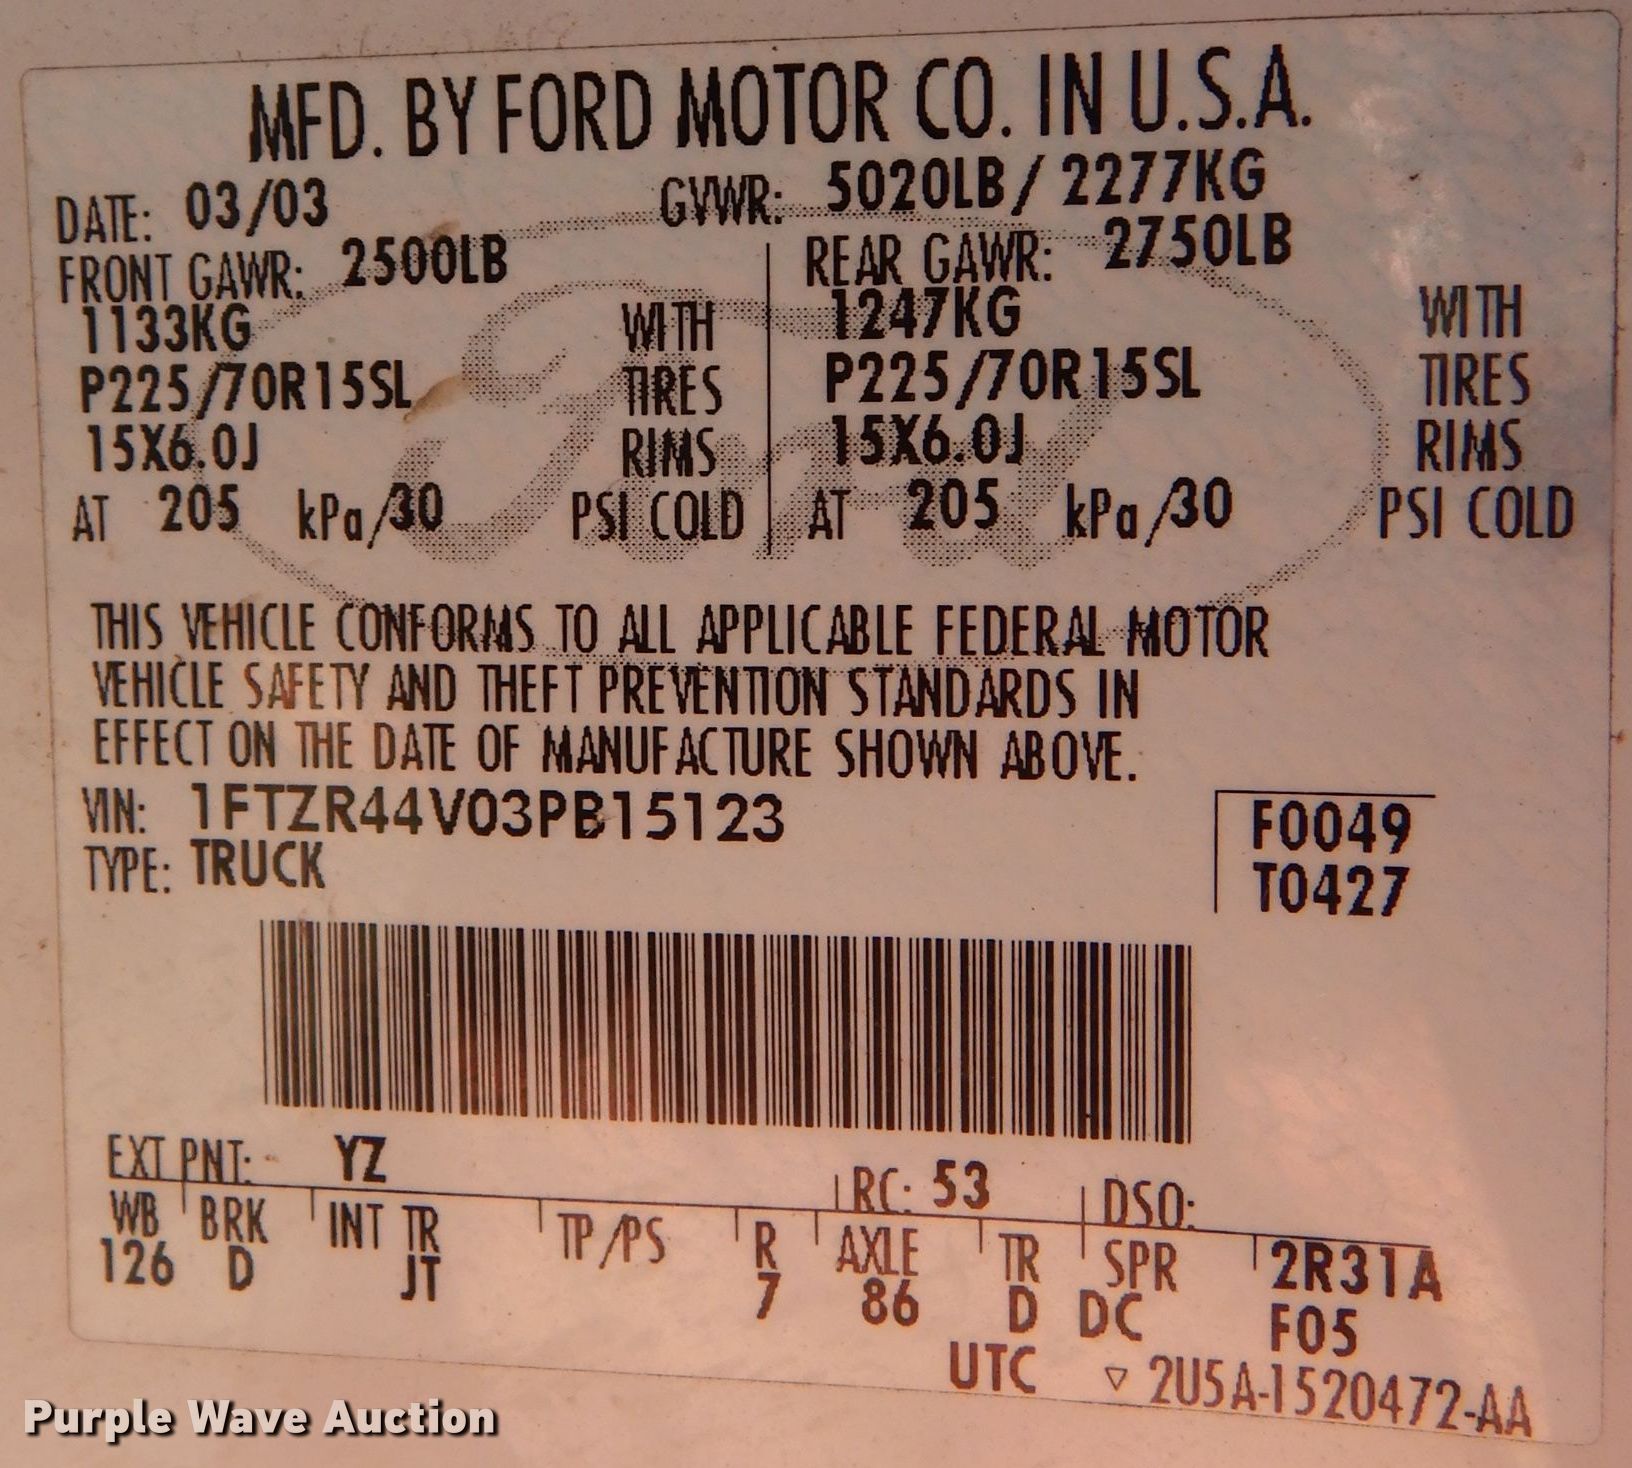 MFD. BY FORD MOTOR CO. IN U.S.A.
DATE: 03/03 GVWR: 5020LB/ 2277KG
FRONT GAWR: 2500LB REAR GAWR: 2750LB
1133KG WITH 1247KG WITH
P225/70R15SL TIRES P225/70R15SL TIRES
15X6.0J RIMS 15X6.0J RIMS
AT 205 kPa/30 PSI COLD AT 205 kPa/30 PSI COLD
THIS VEHICLE CONFORMS TO ALL APPLICABLE FEDERAL MOTOR
VEHICLE SAFETY AND THEFT PREVENTION STANDARDS IN
EFFECT ON THE DATE OF MANUFACTURE SHOWN ABOVE.
VIN: 1FTZR44V03PB15123 F0049
TYPE: TRUCK T0427
EXT PNT: YZ RC: 53 DSO:
WB BRK INT TR TP/PS R AXLE TR SPR 2R31A
126 D JT 7 86 D DC F05
UTC ▽ 2U5A-1520472-AA
Ford
Purple Wave Auction